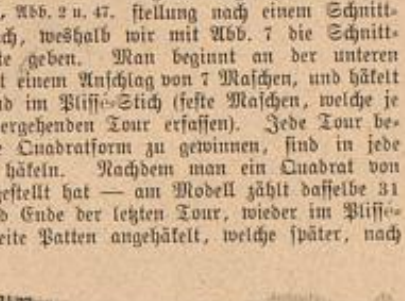 , Abb. 2 u. 47. ſtellung nach einem Schnitt-
ch, weshalb wir mit Abb. 7 die Schnitt-
te geben. Man beginnt an der unteren
t einem Anſchlag von 7 Maſchen, und häkelt
nd im Pliſſé-Stich (feſte Maſchen, welche je
ergehenden Tour erfaſſen). Jede Tour be-
e Quadratform zu gewinnen, ſind in jede
häkeln. Nachdem man ein Quadrat von
geſtellt hat — am Modell zählt daſſelbe 31
d Ende der letzten Tour, wieder im Pliſſé-
eite Patten angehäkelt, welche ſpäter, nach